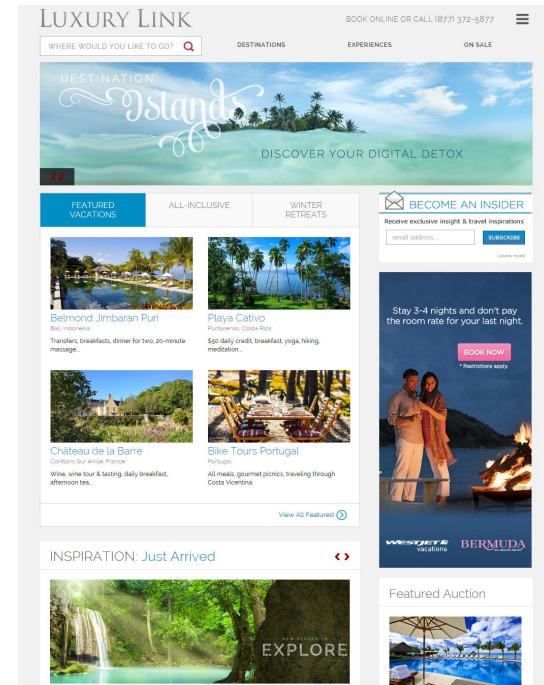 LUXURY LINK
BOOK ONLINE OR CALL (877) 372-5877
WHERE WOULD YOU LIKE TO GO?
DESTINATIONS
EXPERIENCES
ON SALE
DESTINATION:
Islands
DISCOVER YOUR DIGITAL DETOX
FEATURED
VACATIONS
ALL-INCLUSIVE
WINTER
RETREATS
Belmond Jimbaran Puri
Bali, Indonesia
Transfers, breakfasts, dinner for two, 20-minute
massage...
Playa Cativo
Puntarenas, Costa Rica
$50 daily credit, breakfast, yoga, hiking,
meditation...
Château de la Barre
Conflans Sur Anille, France
Wine, wine tour & tasting, daily breakfast,
afternoon tea...
Bike Tours Portugal
Portugal
All meals, gourmet picnics, traveling through
Costa Vicentina
View All Featured
INSPIRATION: Just Arrived
NEW PLACES TO
EXPLORE
BECOME AN INSIDER
Receive exclusive insight & travel inspirations
email address...
SUBSCRIBE
LEARN MORE
Stay 3-4 nights and don't pay
the room rate for your last night.
BOOK NOW
* Restrictions apply.
WESTJET
vacations
BERMUDA
Featured Auction